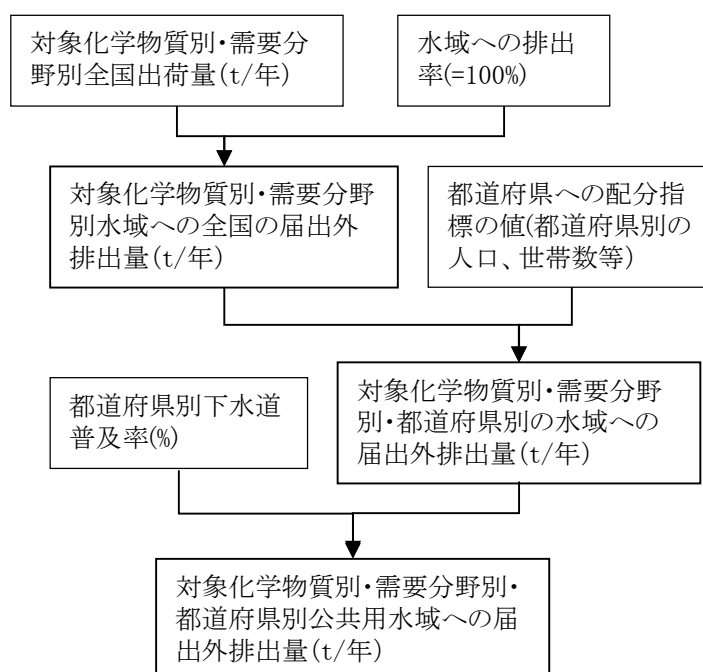 対象化学物質別・需要分
野別全国出荷量(t/年)
水域への排出
率(=100%)
対象化学物質別・需要分野
別水域への全国の届出外
排出量(t/年)
都道府県への配分指
標の値(都道府県別の
人口、世帯数等)
都道府県別下水道
普及率(%)
対象化学物質別・需要分野
別・都道府県別の水域への
届出外排出量(t/年)
対象化学物質別・需要分野別・
都道府県別公共用水域への届
出外排出量(t/年)